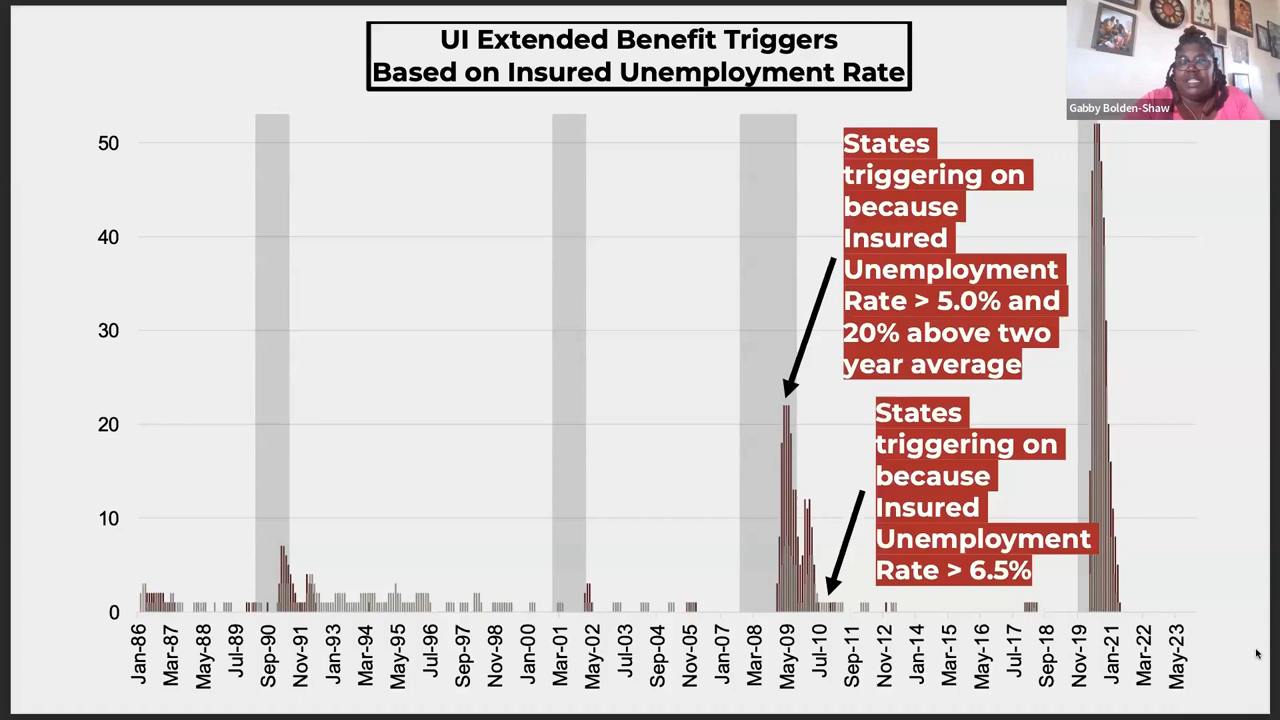 UI Extended Benefit Triggers
Based on Insured Unemployment Rate
Gabby Bolden-Shaw
50
40
30
20
10
0
States
triggering on
because
Insured
Unemployment
Rate > 5.0% and
20% above two
year average
States
triggering on
because
Insured
Unemployment
Rate > 6.5%
Jan-86
Mar-87
May-88
Jul-89
Sep-90
Nov-91
Jan-93
Mar-94
May-95
Jul-96
Sep-97
Nov-98
Jan-00
Mar-01
May-02
Jul-03
Sep-04
Nov-05
Jan-07
Mar-08
May-09
Jul-10
Sep-11
Nov-12
Jan-14
Mar-15
May-16
Jul-17
Sep-18
Nov-19
Jan-21
Mar-22
May-23